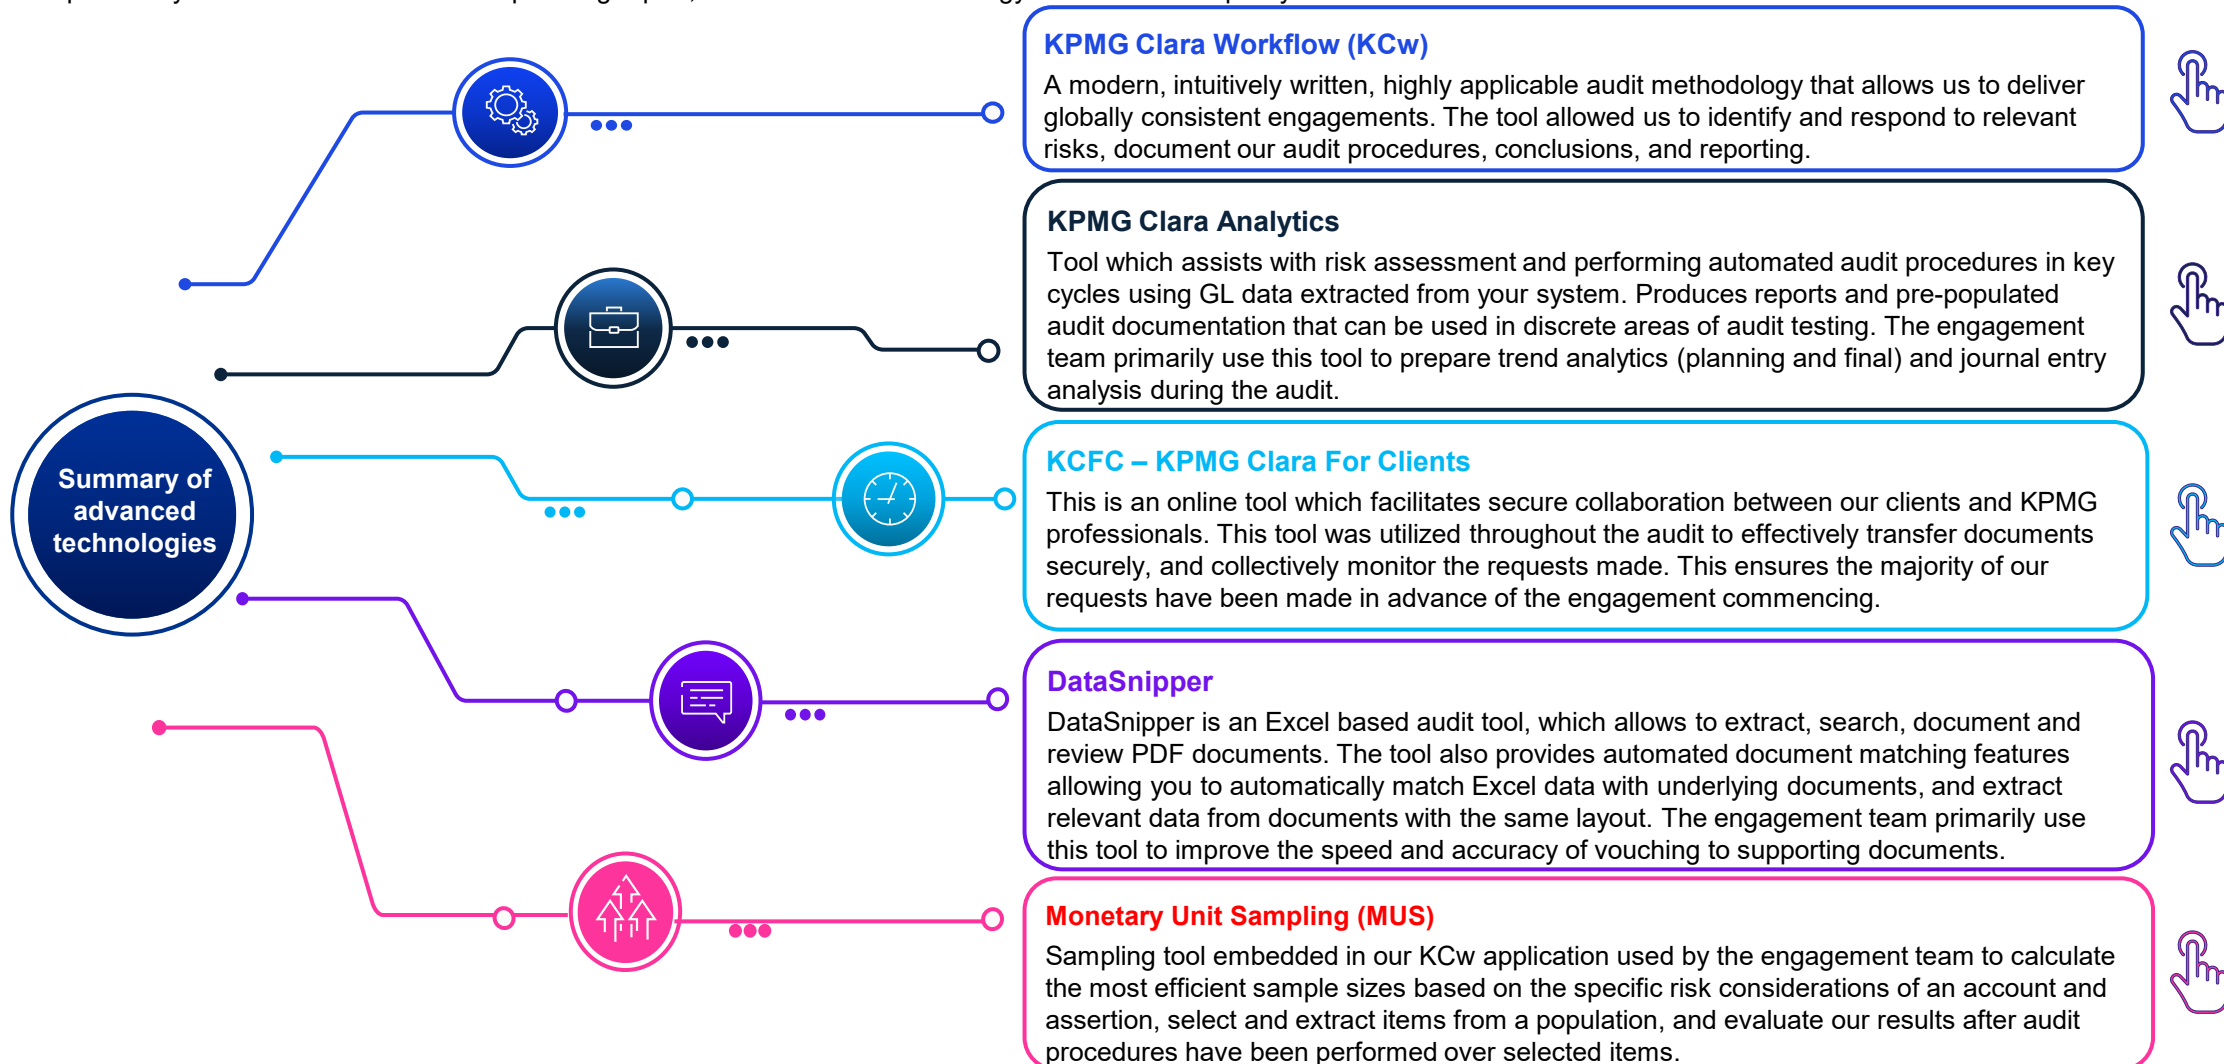 KPMG Clara Workflow (KCw)
A modern, intuitively written, highly applicable audit methodology that allows us to deliver
globally consistent engagements. The tool allowed us to identify and respond to relevant
risks, document our audit procedures, conclusions, and reporting.
KPMG Clara Analytics
Tool which assists with risk assessment and performing automated audit procedures in key
cycles using GL data extracted from your system. Produces reports and pre-populated
audit documentation that can be used in discrete areas of audit testing. The engagement
team primarily use this tool to prepare trend analytics (planning and final) and journal entry
analysis during the audit.
Summary of
advanced
technologies
KCFC – KPMG Clara For Clients
This is an online tool which facilitates secure collaboration between our clients and KPMG
professionals. This tool was utilized throughout the audit to effectively transfer documents
securely, and collectively monitor the requests made. This ensures the majority of our
requests have been made in advance of the engagement commencing.
DataSnipper
DataSnipper is an Excel based audit tool, which allows to extract, search, document and
review PDF documents. The tool also provides automated document matching features
allowing you to automatically match Excel data with underlying documents, and extract
relevant data from documents with the same layout. The engagement team primarily use
this tool to improve the speed and accuracy of vouching to supporting documents.
Monetary Unit Sampling (MUS)
Sampling tool embedded in our KCw application used by the engagement team to calculate
the most efficient sample sizes based on the specific risk considerations of an account and
assertion, select and extract items from a population, and evaluate our results after audit
procedures have been performed over selected items.